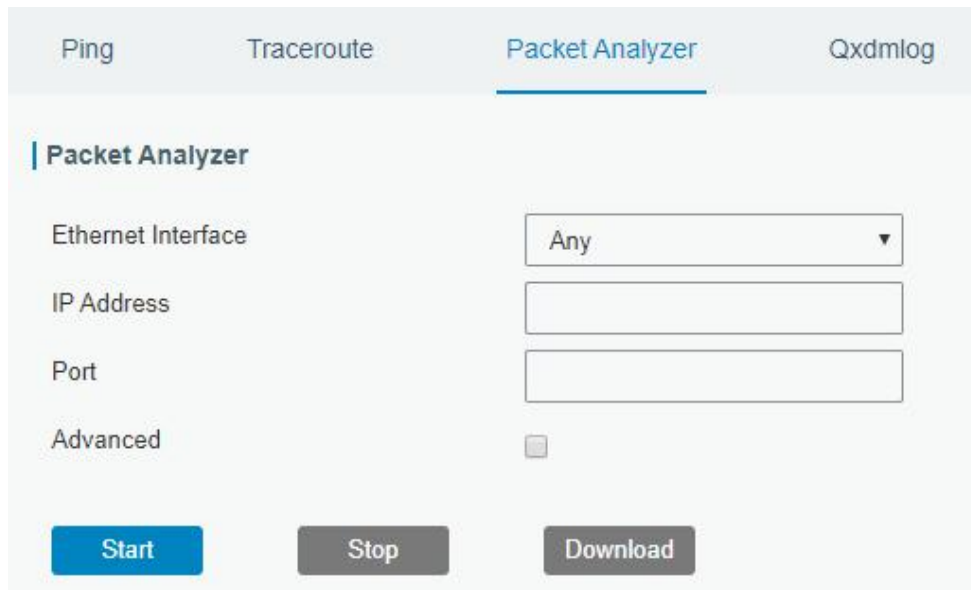 Ping Traceroute Packet Analyzer Qxdmlog
Packet Analyzer
Ethernet Interface Any
IP Address
Port
Advanced
Start Stop Download